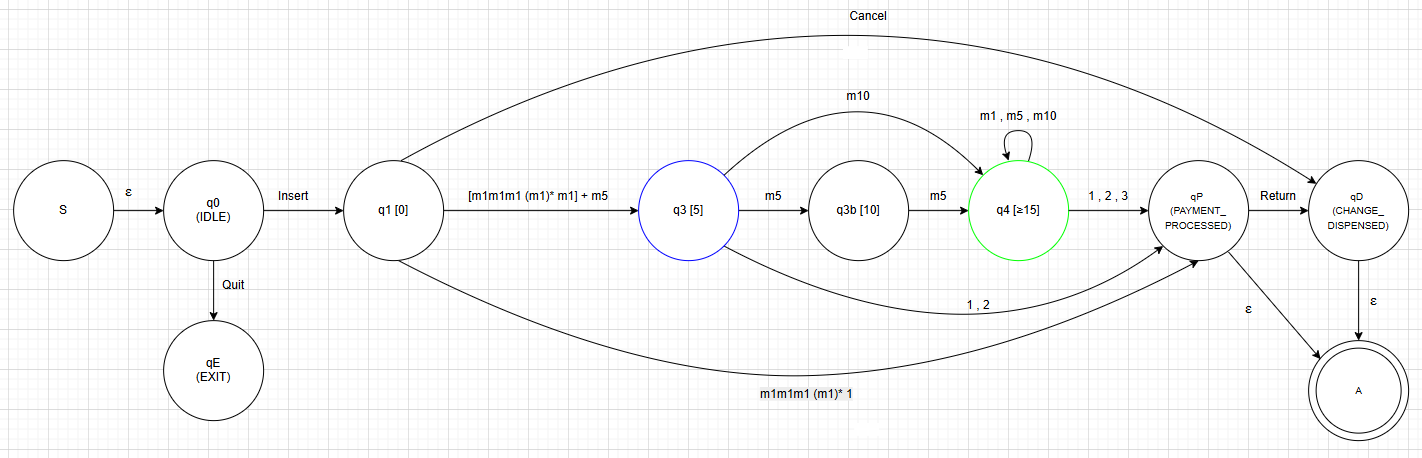 Cancel
m10
m1 , m5 , m10
S
ε
q0
(IDLE)
Insert
q1 [0]
[m1m1m1 (m1)* m1] + m5
q3 [5]
m5
q3b [10]
m5
q4 [≥15]
1 , 2 , 3
qP
(PAYMENT_
PROCESSED)
Return
qD
(CHANGE_
DISPENSED)
Quit
1 , 2
ε
ε
qE
(EXIT)
m1m1m1 (m1)* 1
A